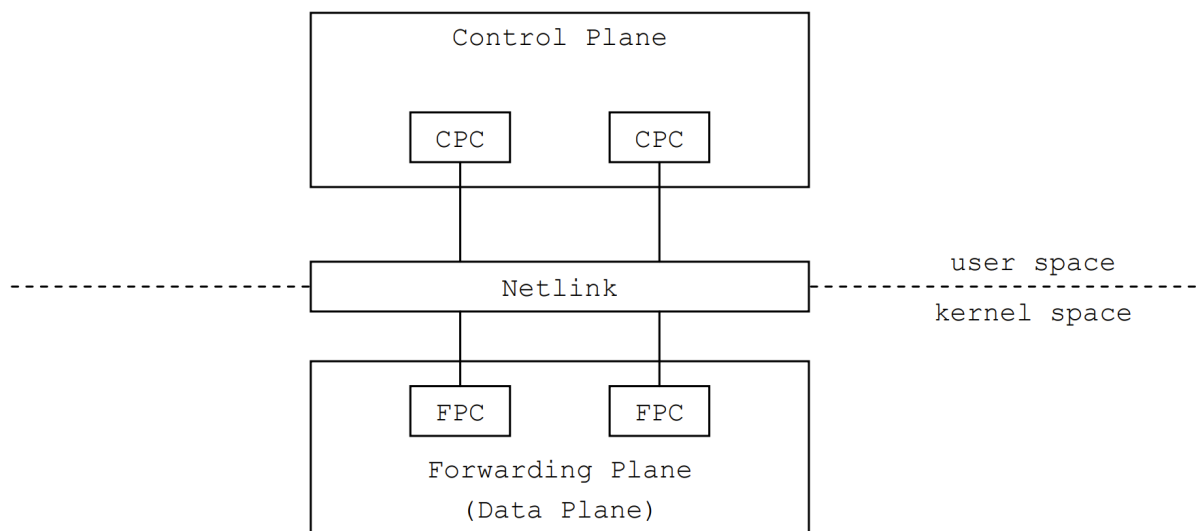 Control Plane
CPC CPC
user space
Netlink
kernel space
FPC FPC
Forwarding Plane
(Data Plane)